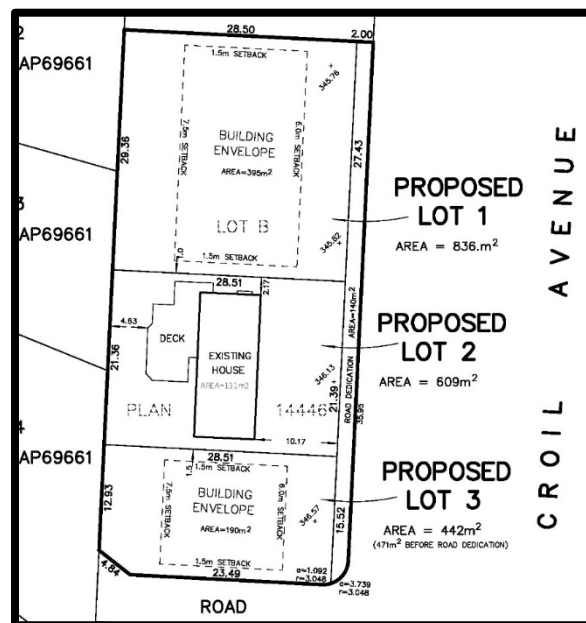 28.50
2.00
2
AP69661
1.5m SETBACK
345.76
29.36
7.5m SETBACK
6.0m SETBACK
27.43
BUILDING
ENVELOPE
AREA=395m²
LOT B
PROPOSED
LOT 1
AREA = 836.m²
3
AP69661
345.82
1.5m SETBACK
1.0
28.51
2.17
AREA=140m²
4.63
DECK
EXISTING
HOUSE
AREA=131m²
PROPOSED
LOT 2
AREA = 609m²
21.36
346.13
21.39
ROAD DEDICATION
35.95
PLAN
14446
10.17
4
AP69661
28.51
1.5
1.5m SETBACK
12.93
7.5m SETBACK
6.0m SETBACK
BUILDING
ENVELOPE
AREA=190m²
346.57
15.52
PROPOSED
LOT 3
AREA = 442m²
(471m² BEFORE ROAD DEDICATION)
1.5m SETBACK
4.84
23.49
a=1.092
r=3.048
a=3.739
r=3.048
ROAD
CROIL AVENUE